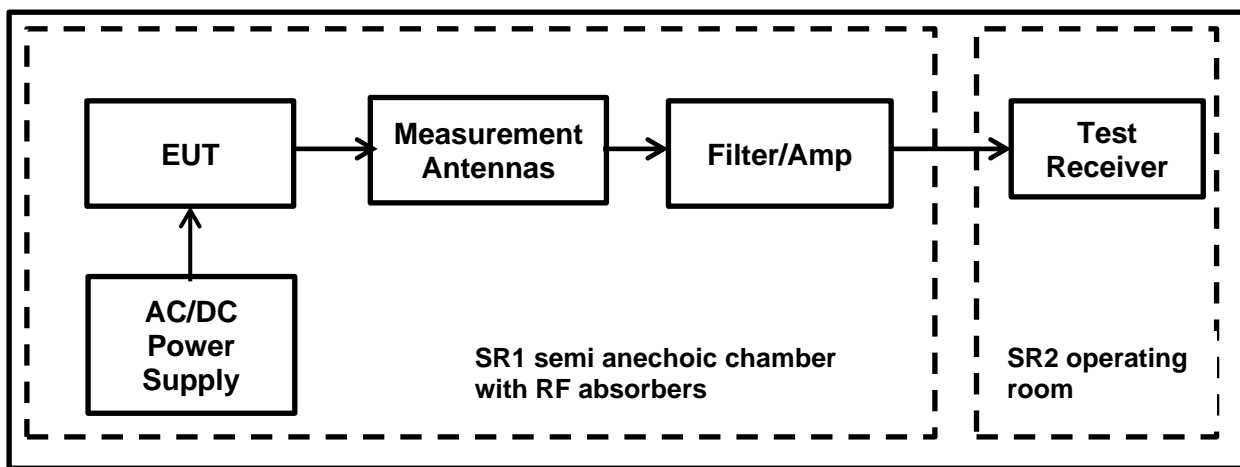 EUT
Measurement
Antennas
Filter/Amp
Test
Receiver
AC/DC
Power
Supply
SR1 semi anechoic chamber
with RF absorbers
SR2 operating
room